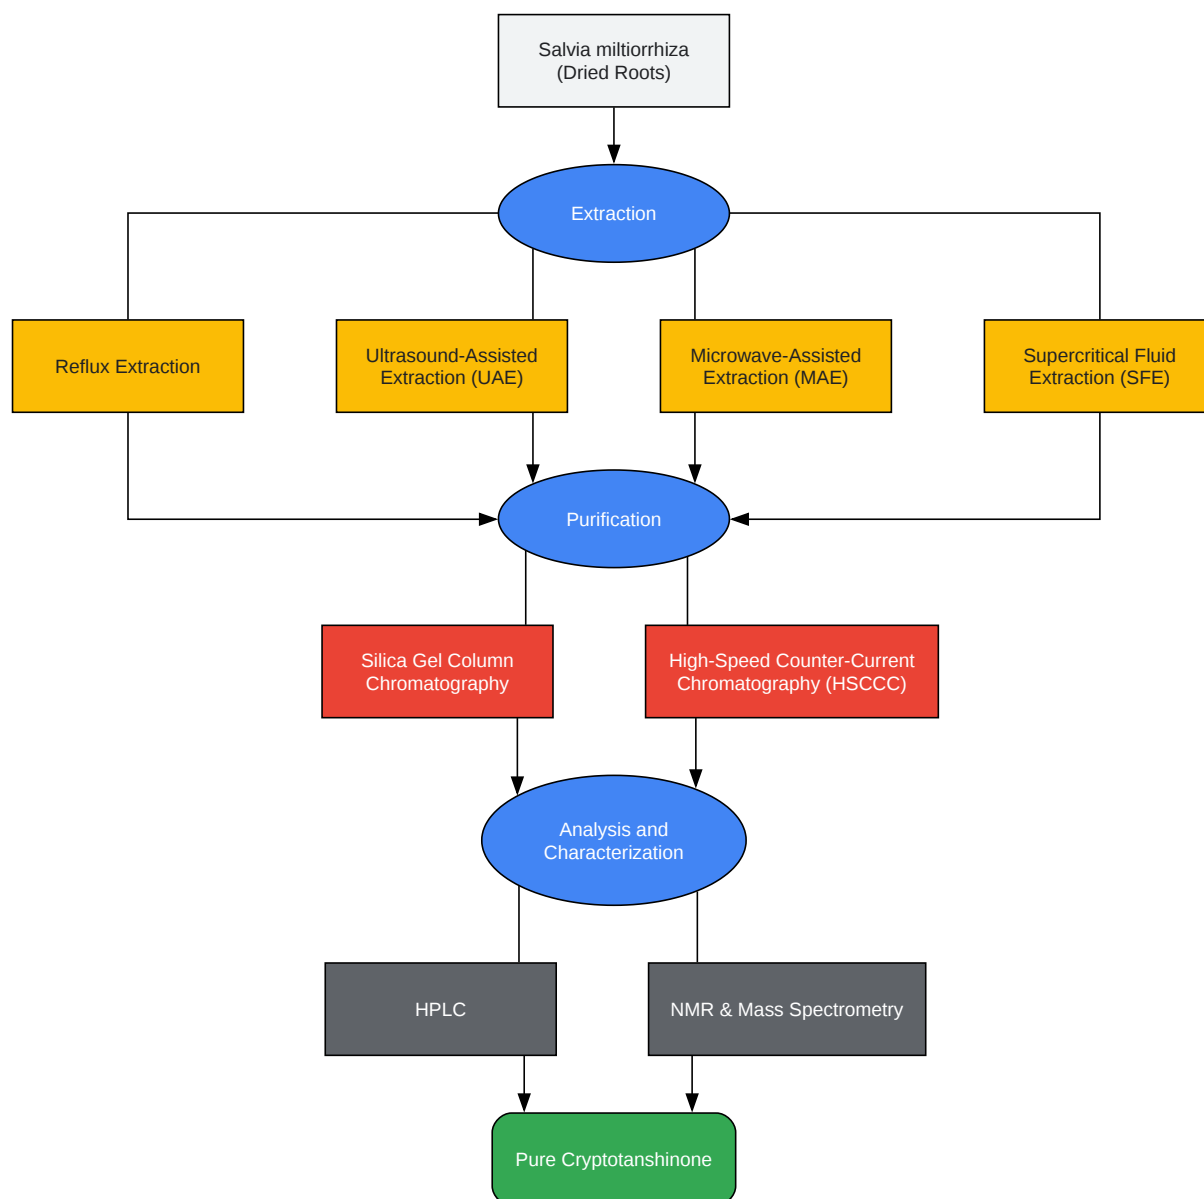 Salvia miltiorrhiza
(Dried Roots)
Extraction
Reflux Extraction
Ultrasound-Assisted
Extraction (UAE)
Microwave-Assisted
Extraction (MAE)
Supercritical Fluid
Extraction (SFE)
Purification
Silica Gel Column
Chromatography
High-Speed Counter-Current
Chromatography (HSCCC)
Analysis and
Characterization
HPLC
NMR & Mass Spectrometry
Pure Cryptotanshinone